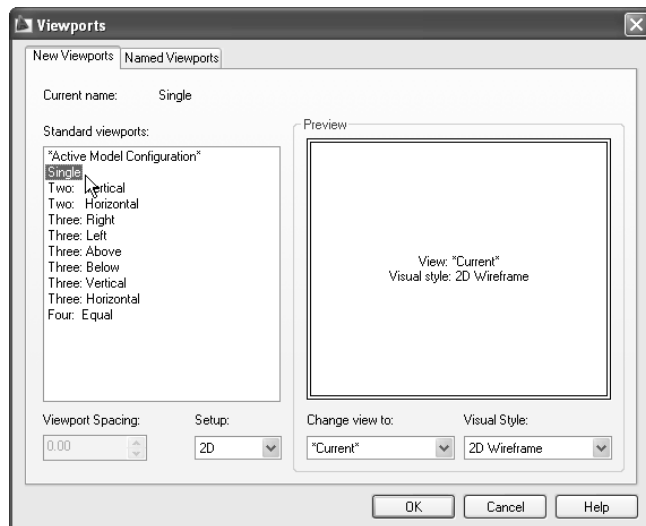 Viewports
New Viewports Named Viewports
Current name: Single
Standard viewports:
*Active Model Configuration*
Single
Two: Vertical
Two: Horizontal
Three: Right
Three: Left
Three: Above
Three: Below
Three: Vertical
Three: Horizontal
Four: Equal
Preview
View: *Current*
Visual style: 2D Wireframe
Viewport Spacing: Setup: Change view to: Visual Style:
0.00 2D *Current* 2D Wireframe
OK Cancel Help